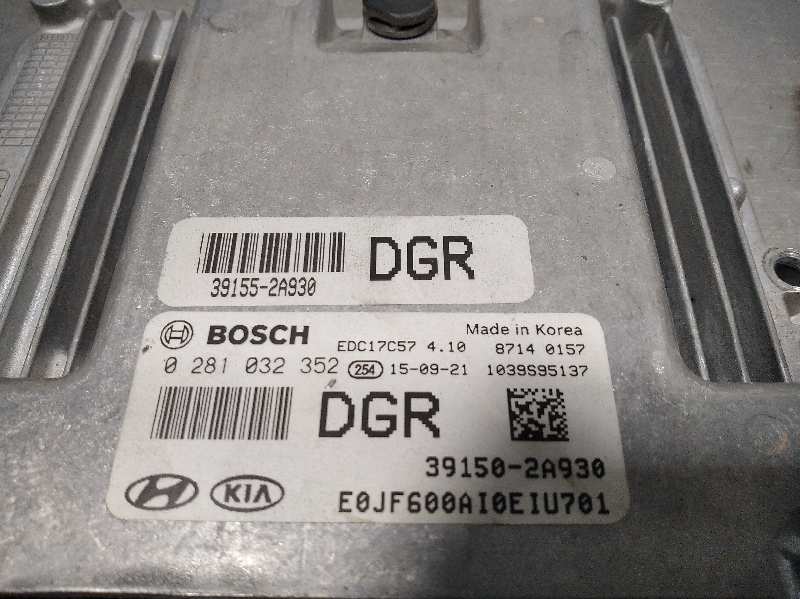 DGR
39155-2A930
BOSCH EDC17C57 4.10 Made in Korea 8714 0157
0 281 032 352 254 15-09-21 1039S95137
DGR
39150-2A930
KIA E0JF600AI0EIU701